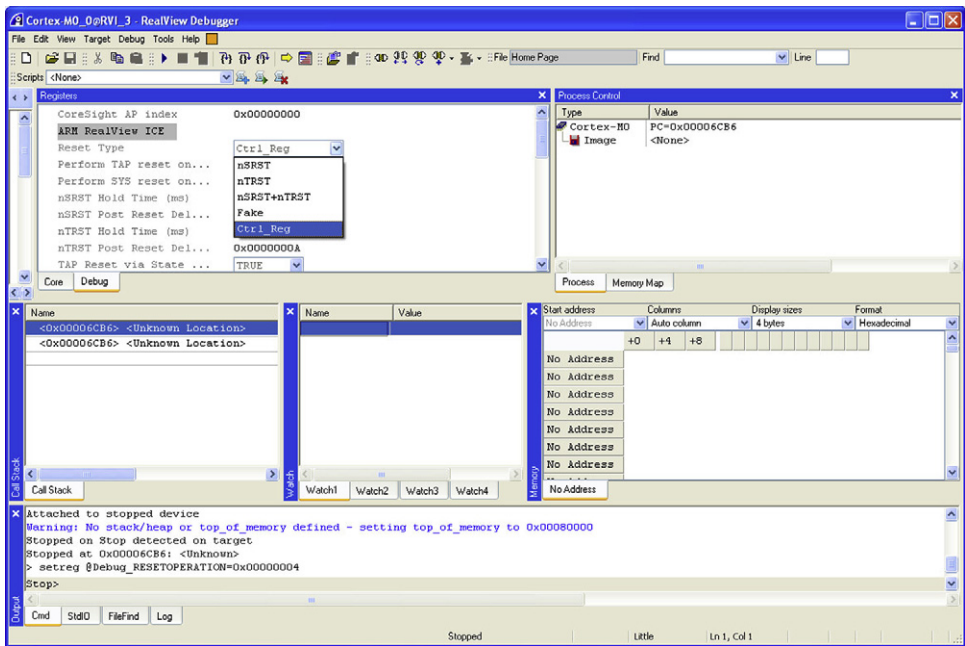 Cortex-M0_0@RVI_3 - RealView Debugger
File Edit View Target Debug Tools Help
File Home Page Find Line
Scripts <None>
Registers
CoreSight AP index 0x00000000
ARM RealView ICE
Reset Type Ctrl_Reg
Perform TAP reset on... nSRST
Perform SYS reset on... nTRST
nSRST Hold Time (ms) nSRST+nTRST
nSRST Post Reset Del... Fake
nTRST Hold Time (ms) Ctrl_Reg
nTRST Post Reset Del... 0x0000000A
TAP Reset via State ... TRUE
Core Debug
Process Control
Type Value
Cortex-M0 PC=0x00006CB6
Image <None>
Process Memory Map
Name
<0x00006CB6> <Unknown Location>
<0x00006CB6> <Unknown Location>
Call Stack
Call Stack
Name Value
Watch
Watch1 Watch2 Watch3 Watch4
Start address Columns Display sizes Format
No Address Auto column 4 bytes Hexadecimal
+0 +4 +8
No Address
No Address
No Address
No Address
No Address
No Address
No Address
Memory
No Address
Attached to stopped device
Warning: No stack/heap or top_of_memory defined - setting top_of_memory to 0x00080000
Stopped on Stop detected on target
Stopped at 0x00006CB6: <Unknown>
> setreg @Debug_RESETOPERATION=0x00000004
Stop>
Output
Cmd StdIO FileFind Log
Stopped Little Ln 1, Col 1